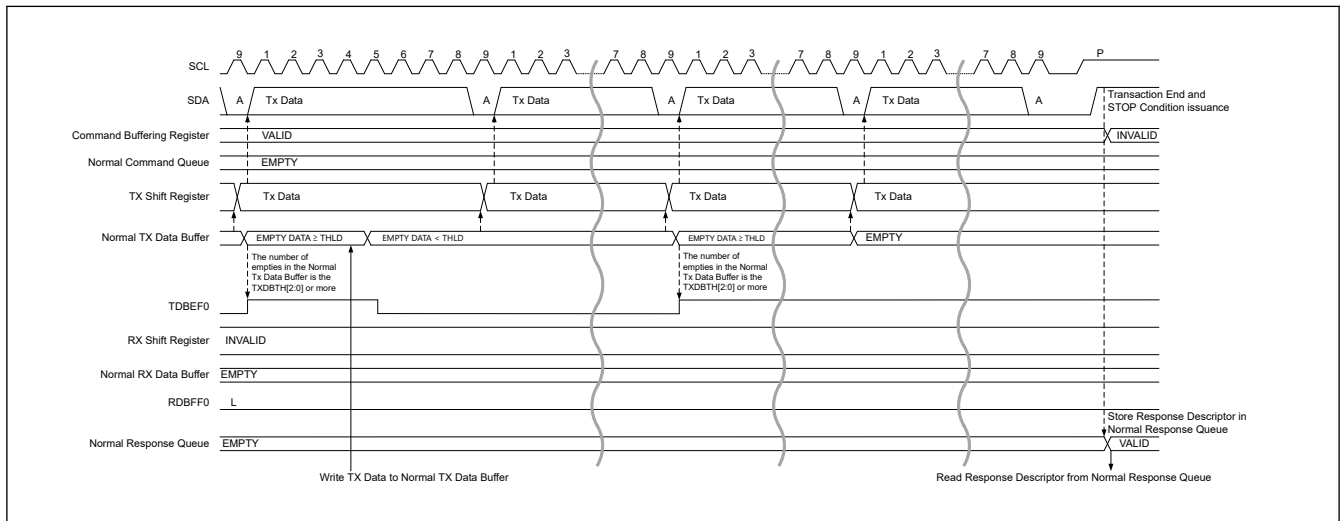 SCL 9 1 2 3 4 5 6 7 8 9 1 2 3 7 8 9 1 2 3 7 8 9 1 2 3 7 8 9 P
SDA A Tx Data A Tx Data A Tx Data A Tx Data A
Transaction End and
STOP Condition issuance
Command Buffering Register VALID INVALID
Normal Command Queue EMPTY
TX Shift Register Tx Data Tx Data Tx Data Tx Data
Normal TX Data Buffer EMPTY DATA ≥ THLD EMPTY DATA < THLD EMPTY DATA ≥ THLD EMPTY
The number of
empties in the Normal
Tx Data Buffer is the
TXDBTH[2:0] or more
The number of
empties in the Normal
Tx Data Buffer is the
TXDBTH[2:0] or more
TDBEF0
RX Shift Register INVALID
Normal RX Data Buffer EMPTY
RDBFF0 L
Store Response Descriptor in
Normal Response Queue
Normal Response Queue EMPTY VALID
Write TX Data to Normal TX Data Buffer
Read Response Descriptor from Normal Response Queue